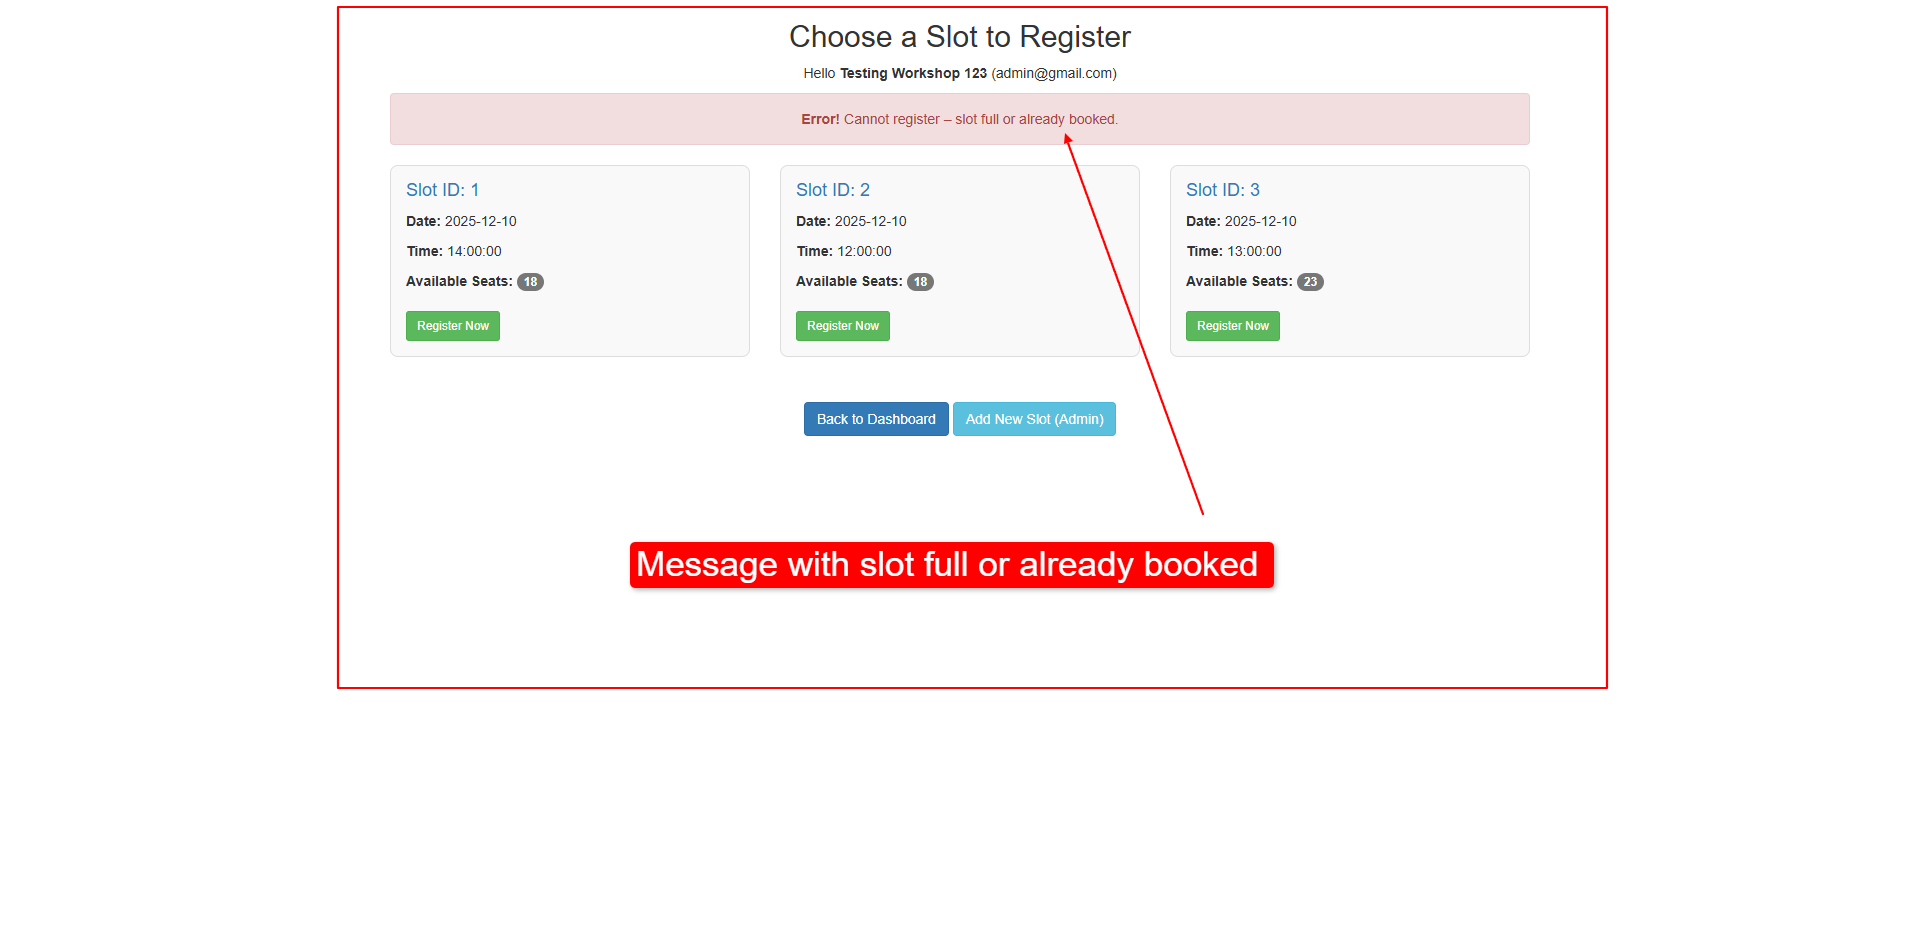 Choose a Slot to Register
Hello Testing Workshop 123 (admin@gmail.com)
Error! Cannot register – slot full or already booked.
Slot ID: 1
Date: 2025-12-10
Time: 14:00:00
Available Seats: 18
Register Now
Slot ID: 2
Date: 2025-12-10
Time: 12:00:00
Available Seats: 18
Register Now
Slot ID: 3
Date: 2025-12-10
Time: 13:00:00
Available Seats: 23
Register Now
Back to Dashboard
Add New Slot (Admin)
Message with slot full or already booked